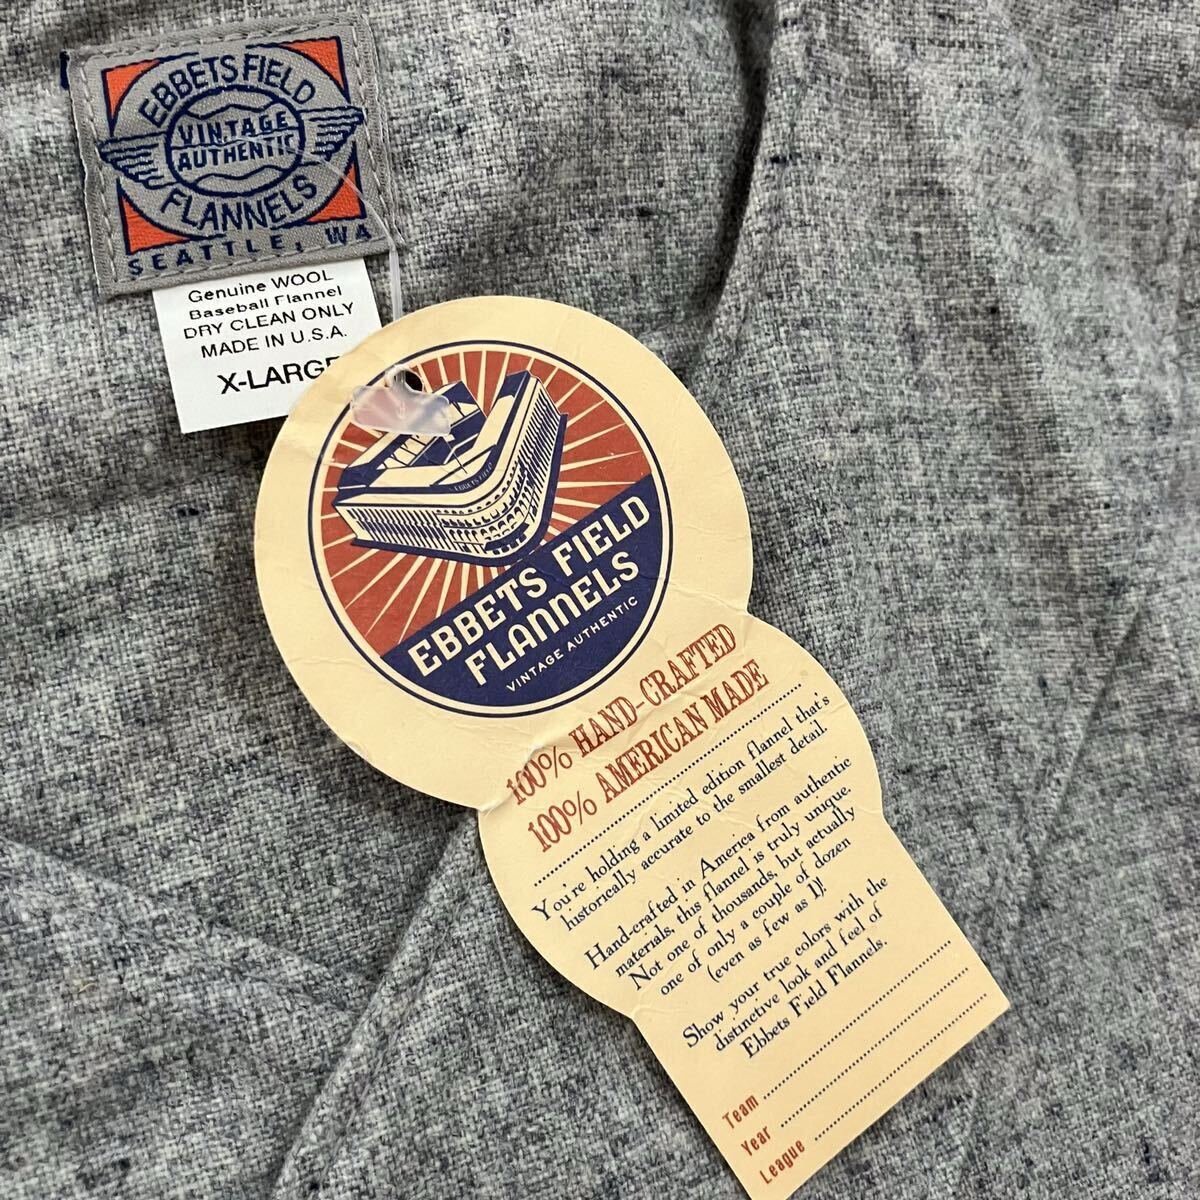 EBBETS FIELD
VINTAGE
AUTHENTIC
FLANNELS
SEATTLE, WA
Genuine WOOL
Baseball Flannel
DRY CLEAN ONLY
MADE IN U.S.A.
X-LARGE
EBBETS FIELD
EBBETS FIELD
FLANNELS
VINTAGE AUTHENTIC
100% HAND-CRAFTED
100% AMERICAN MADE
You're holding a limited edition flannel that's
historically accurate to the smallest detail.
Hand-crafted in America from authentic
materials, this flannel is truly unique.
Not one of thousands, but actually
one of only a couple of dozen
(even as few as 1)!
Show your true colors with the
distinctive look and feel of
Ebbets Field Flannels.
Team
Year
League